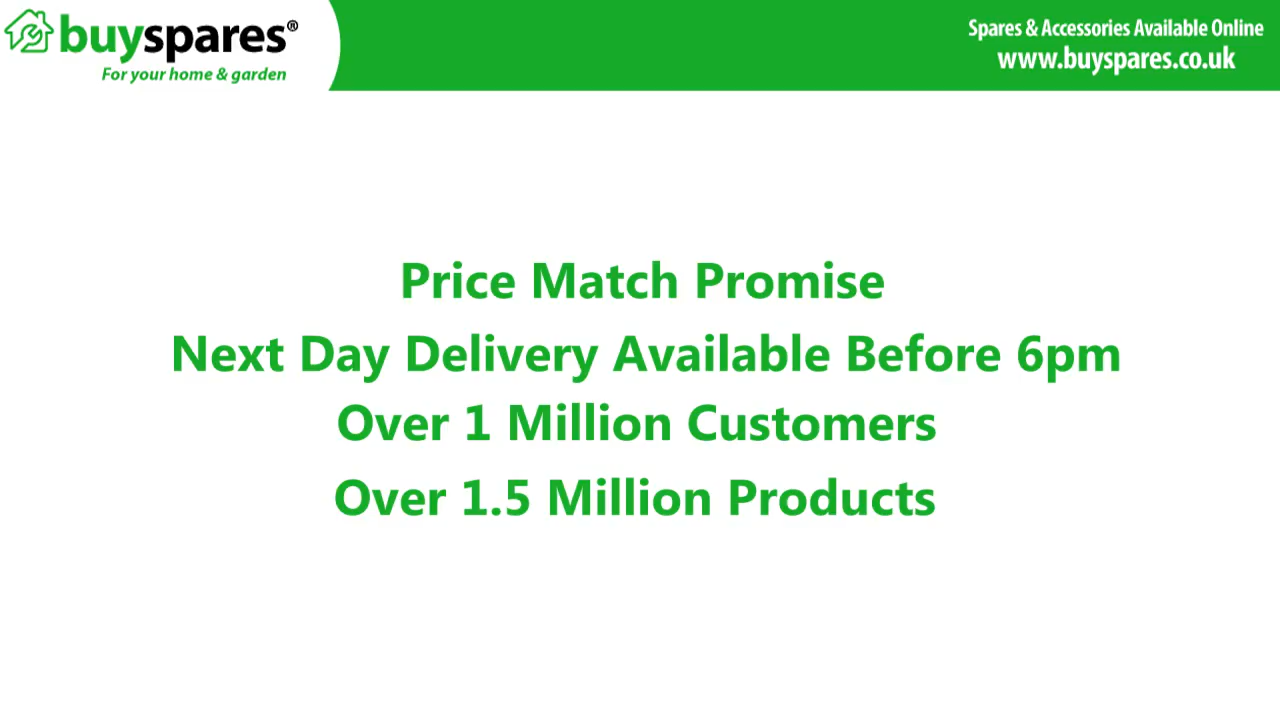 buyspares®
For your home & garden
Spares & Accessories Available Online
www.buyspares.co.uk
Price Match Promise
Next Day Delivery Available Before 6pm
Over 1 Million Customers
Over 1.5 Million Products